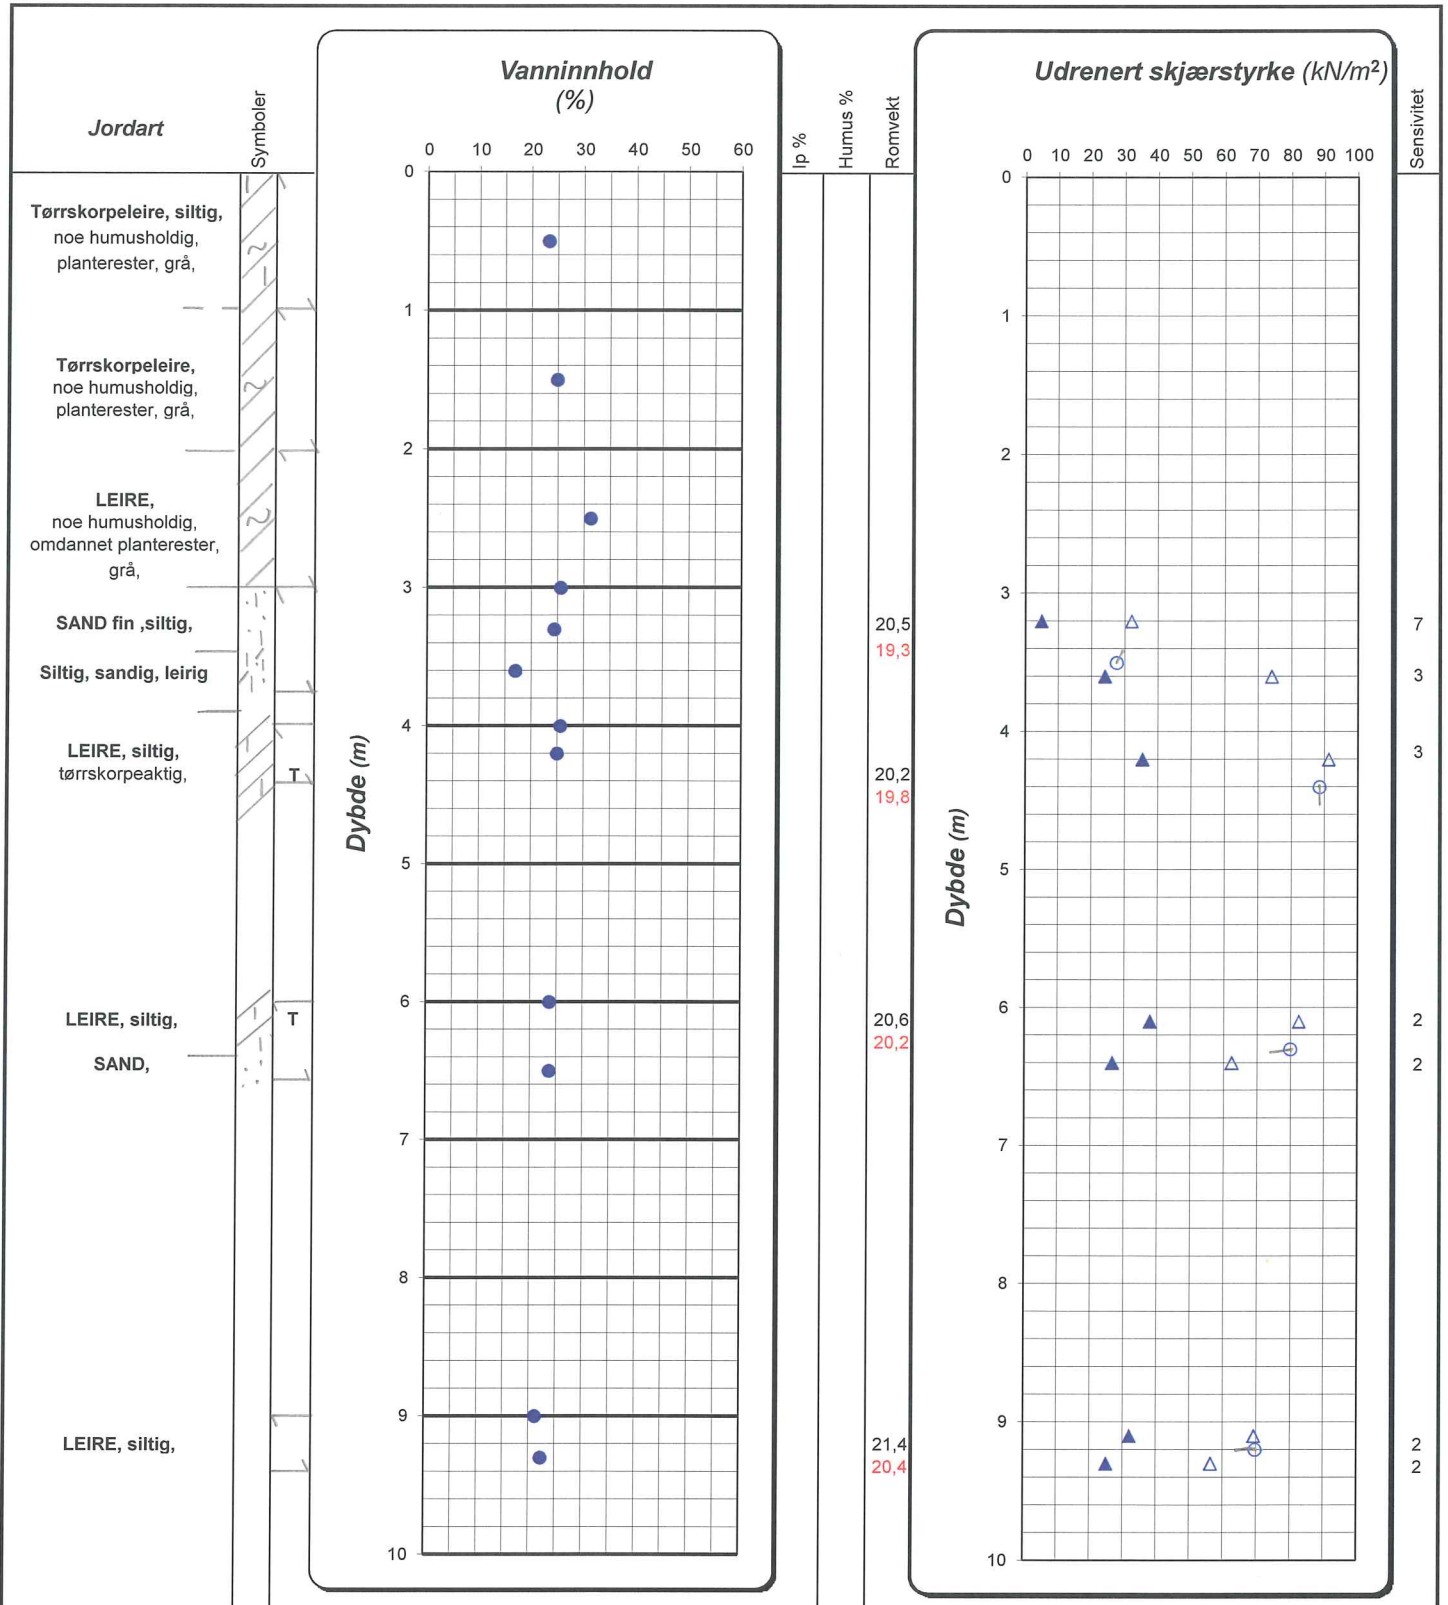 Jordart
Symboler
Vanninnhold
(%)
Ip %
Humus %
Romvekt
Udrenert skjærstyrke (kN/m²)
Sensivitet
0 10 20 30 40 50 60
0 10 20 30 40 50 60 70 80 90 100
Tørrskorpeleire, siltig,
noe humusholdig,
planterester, grå,
Tørrskorpeleire,
noe humusholdig,
planterester, grå,
LEIRE,
noe humusholdig,
omdannet planterester,
grå,
SAND fin ,siltig,
Siltig, sandig, leirig
LEIRE, siltig,
tørrskorpeaktig,
T
LEIRE, siltig,
T
SAND,
LEIRE, siltig,
Dybde (m)
0
1
2
3
4
5
6
7
8
9
10
20,5
19,3
20,2
19,8
20,6
20,2
21,4
20,4
Dybde (m)
0
1
2
3
4
5
6
7
8
9
10
7
3
3
2
2
2
2